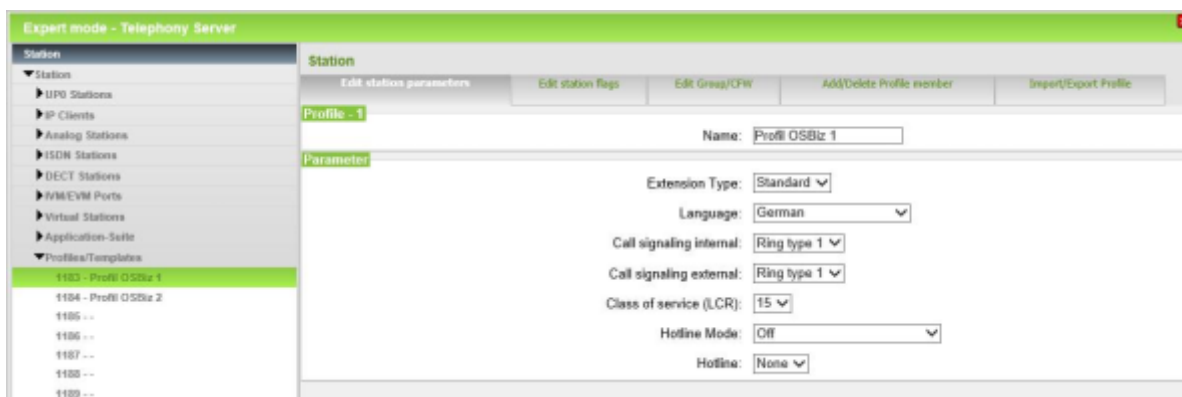 Expert mode - Telephony Server
Station
Station
UP0 Stations
IP Clients
Analog Stations
ISDN Stations
DECT Stations
IVM/EVM Ports
Virtual Stations
Application-Suite
Profiles/Templates
1183 - Profil OSBiz 1
1184 - Profil OSBiz 2
1185 - -
1186 - -
1187 - -
1188 - -
1189 - -
Station
Edit station parameters Edit station flags Edit Group/CFW Add/Delete Profile member Import/Export Profile
Profile - 1
Name: Profil OSBiz 1
Parameter
Extension Type: Standard
Language: German
Call signaling internal: Ring type 1
Call signaling external: Ring type 1
Class of service (LCR): 15
Hotline Mode: Off
Hotline: None